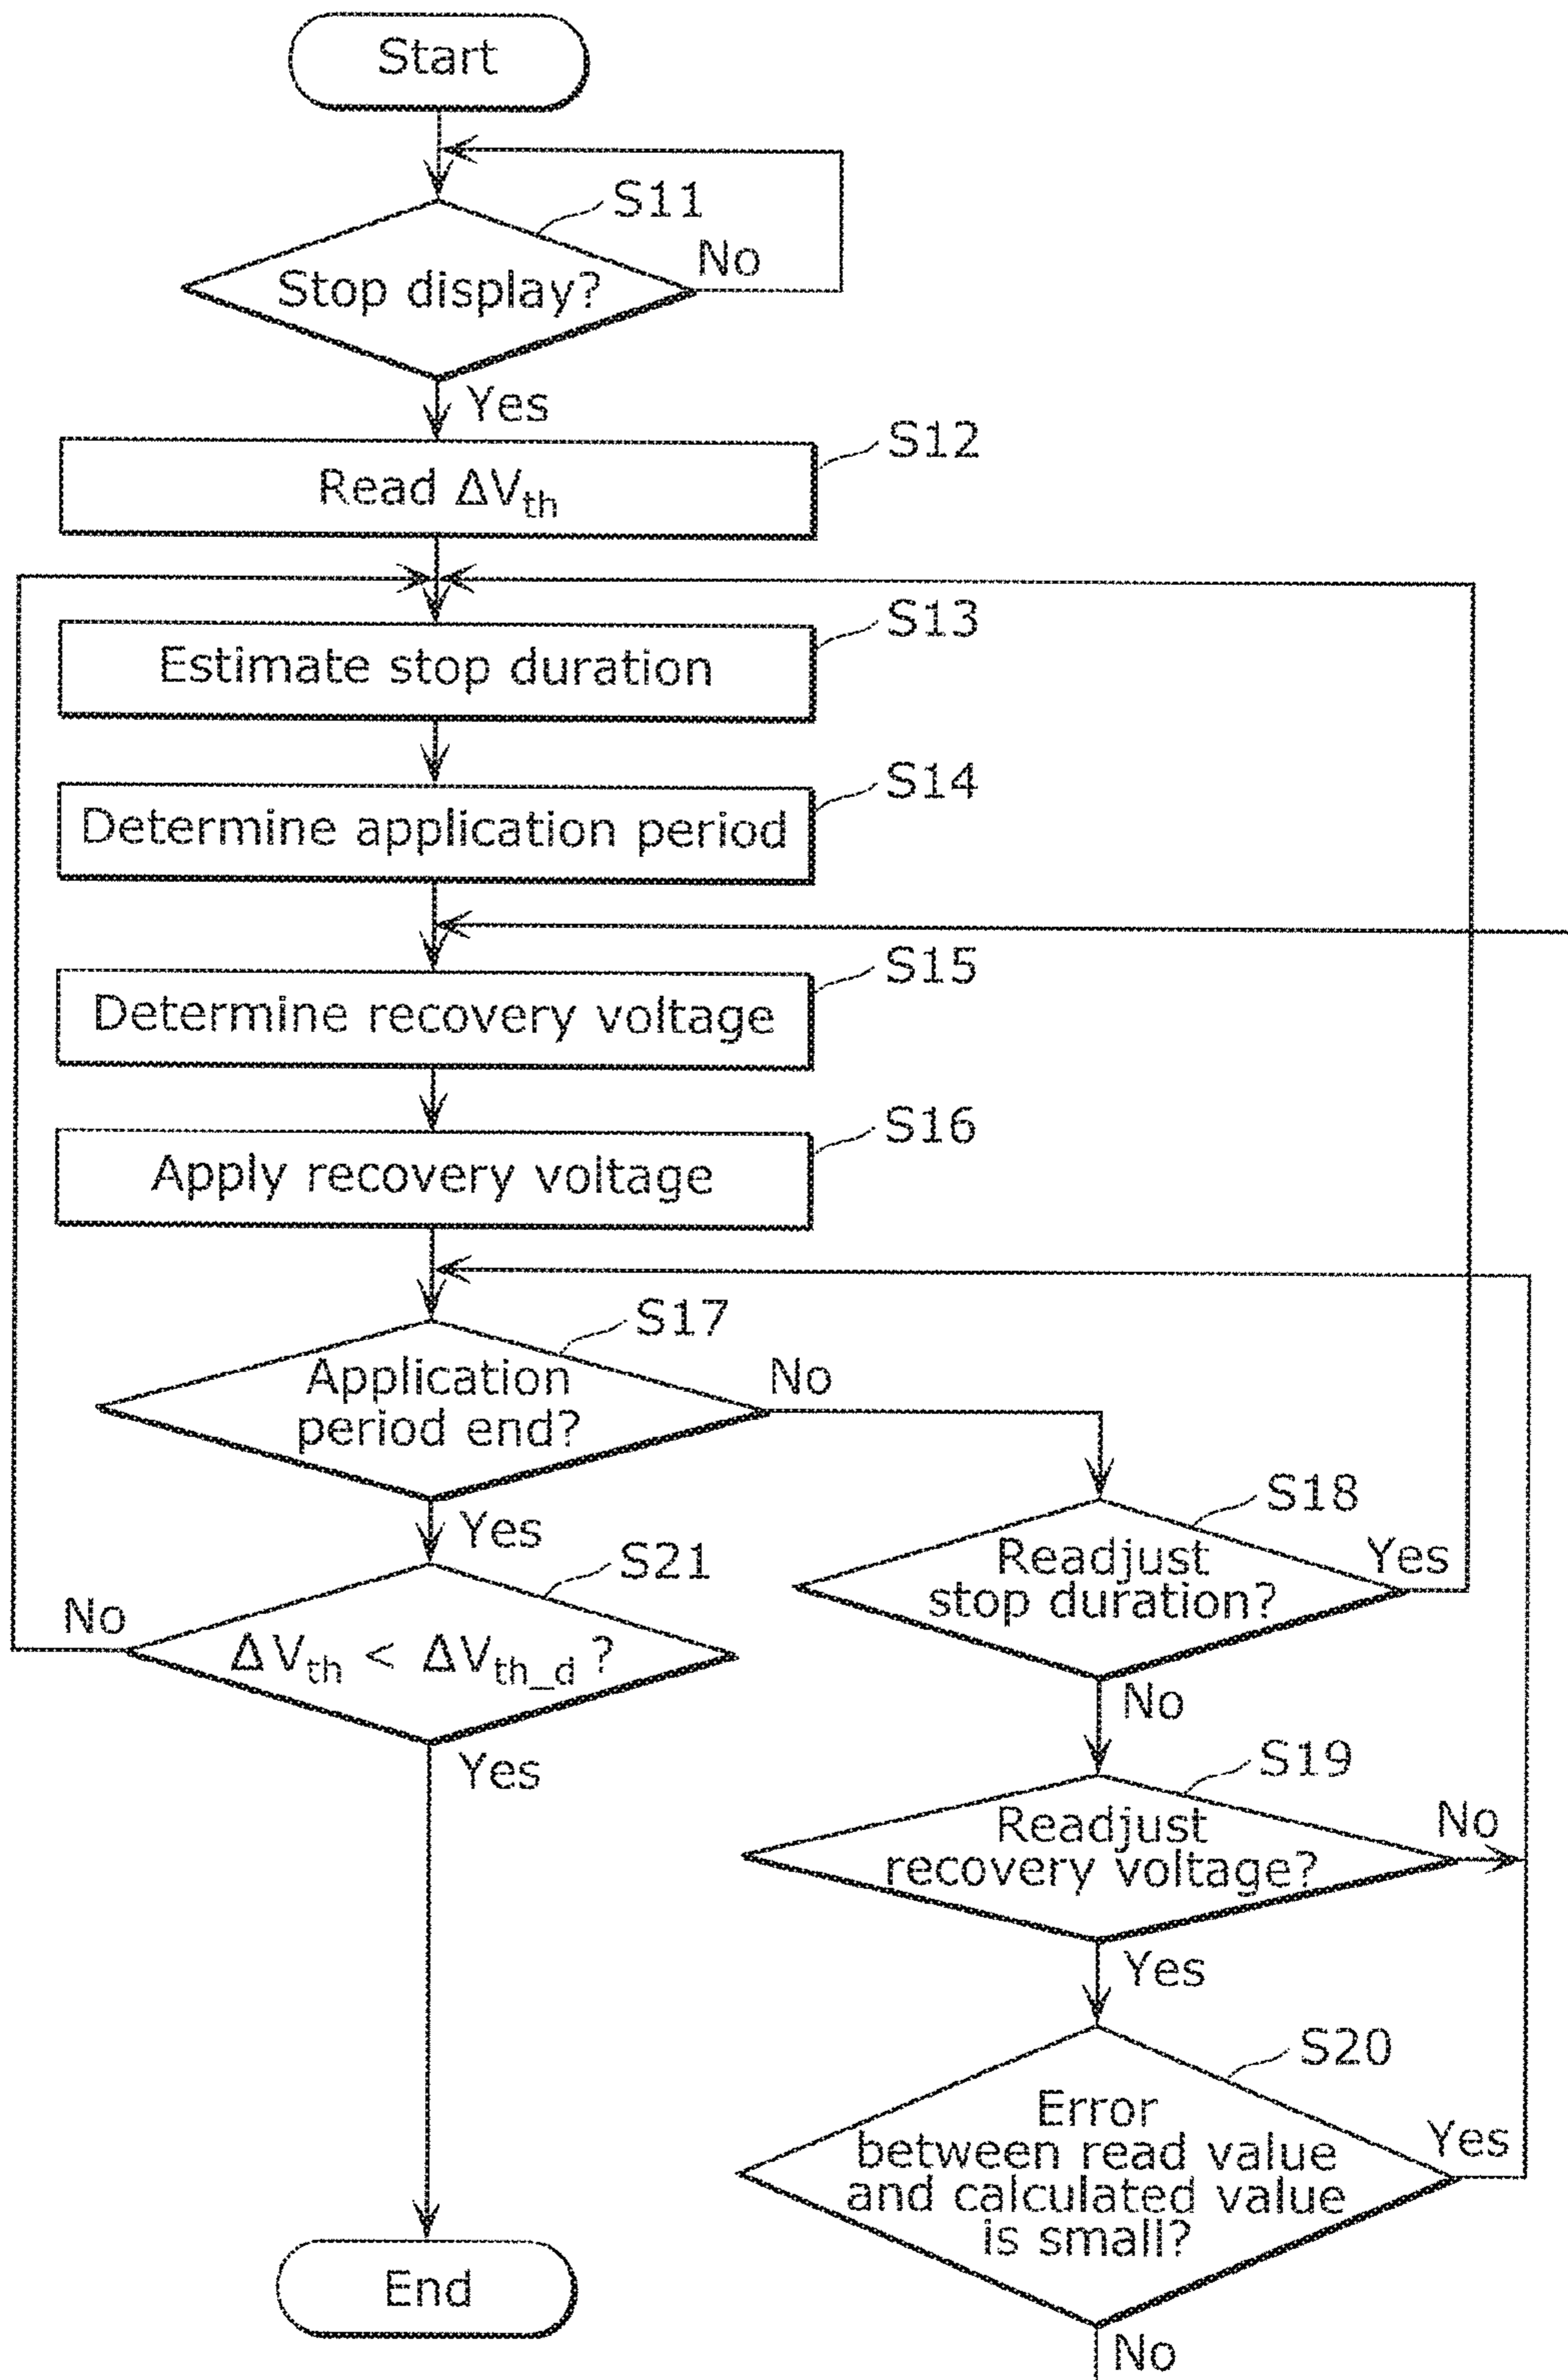 Start
S11
No
Stop display?
Yes
S12
Read ΔVth
S13
Estimate stop duration
S14
Determine application period
S15
Determine recovery voltage
S16
Apply recovery voltage
S17
Application
period end?
No
Yes
S18
Readjust
stop duration?
Yes
No
S21
No
ΔVth < ΔVth_d ?
Yes
S19
Readjust
recovery voltage?
No
Yes
S20
Error
between read value
and calculated value
is small?
Yes
No
End